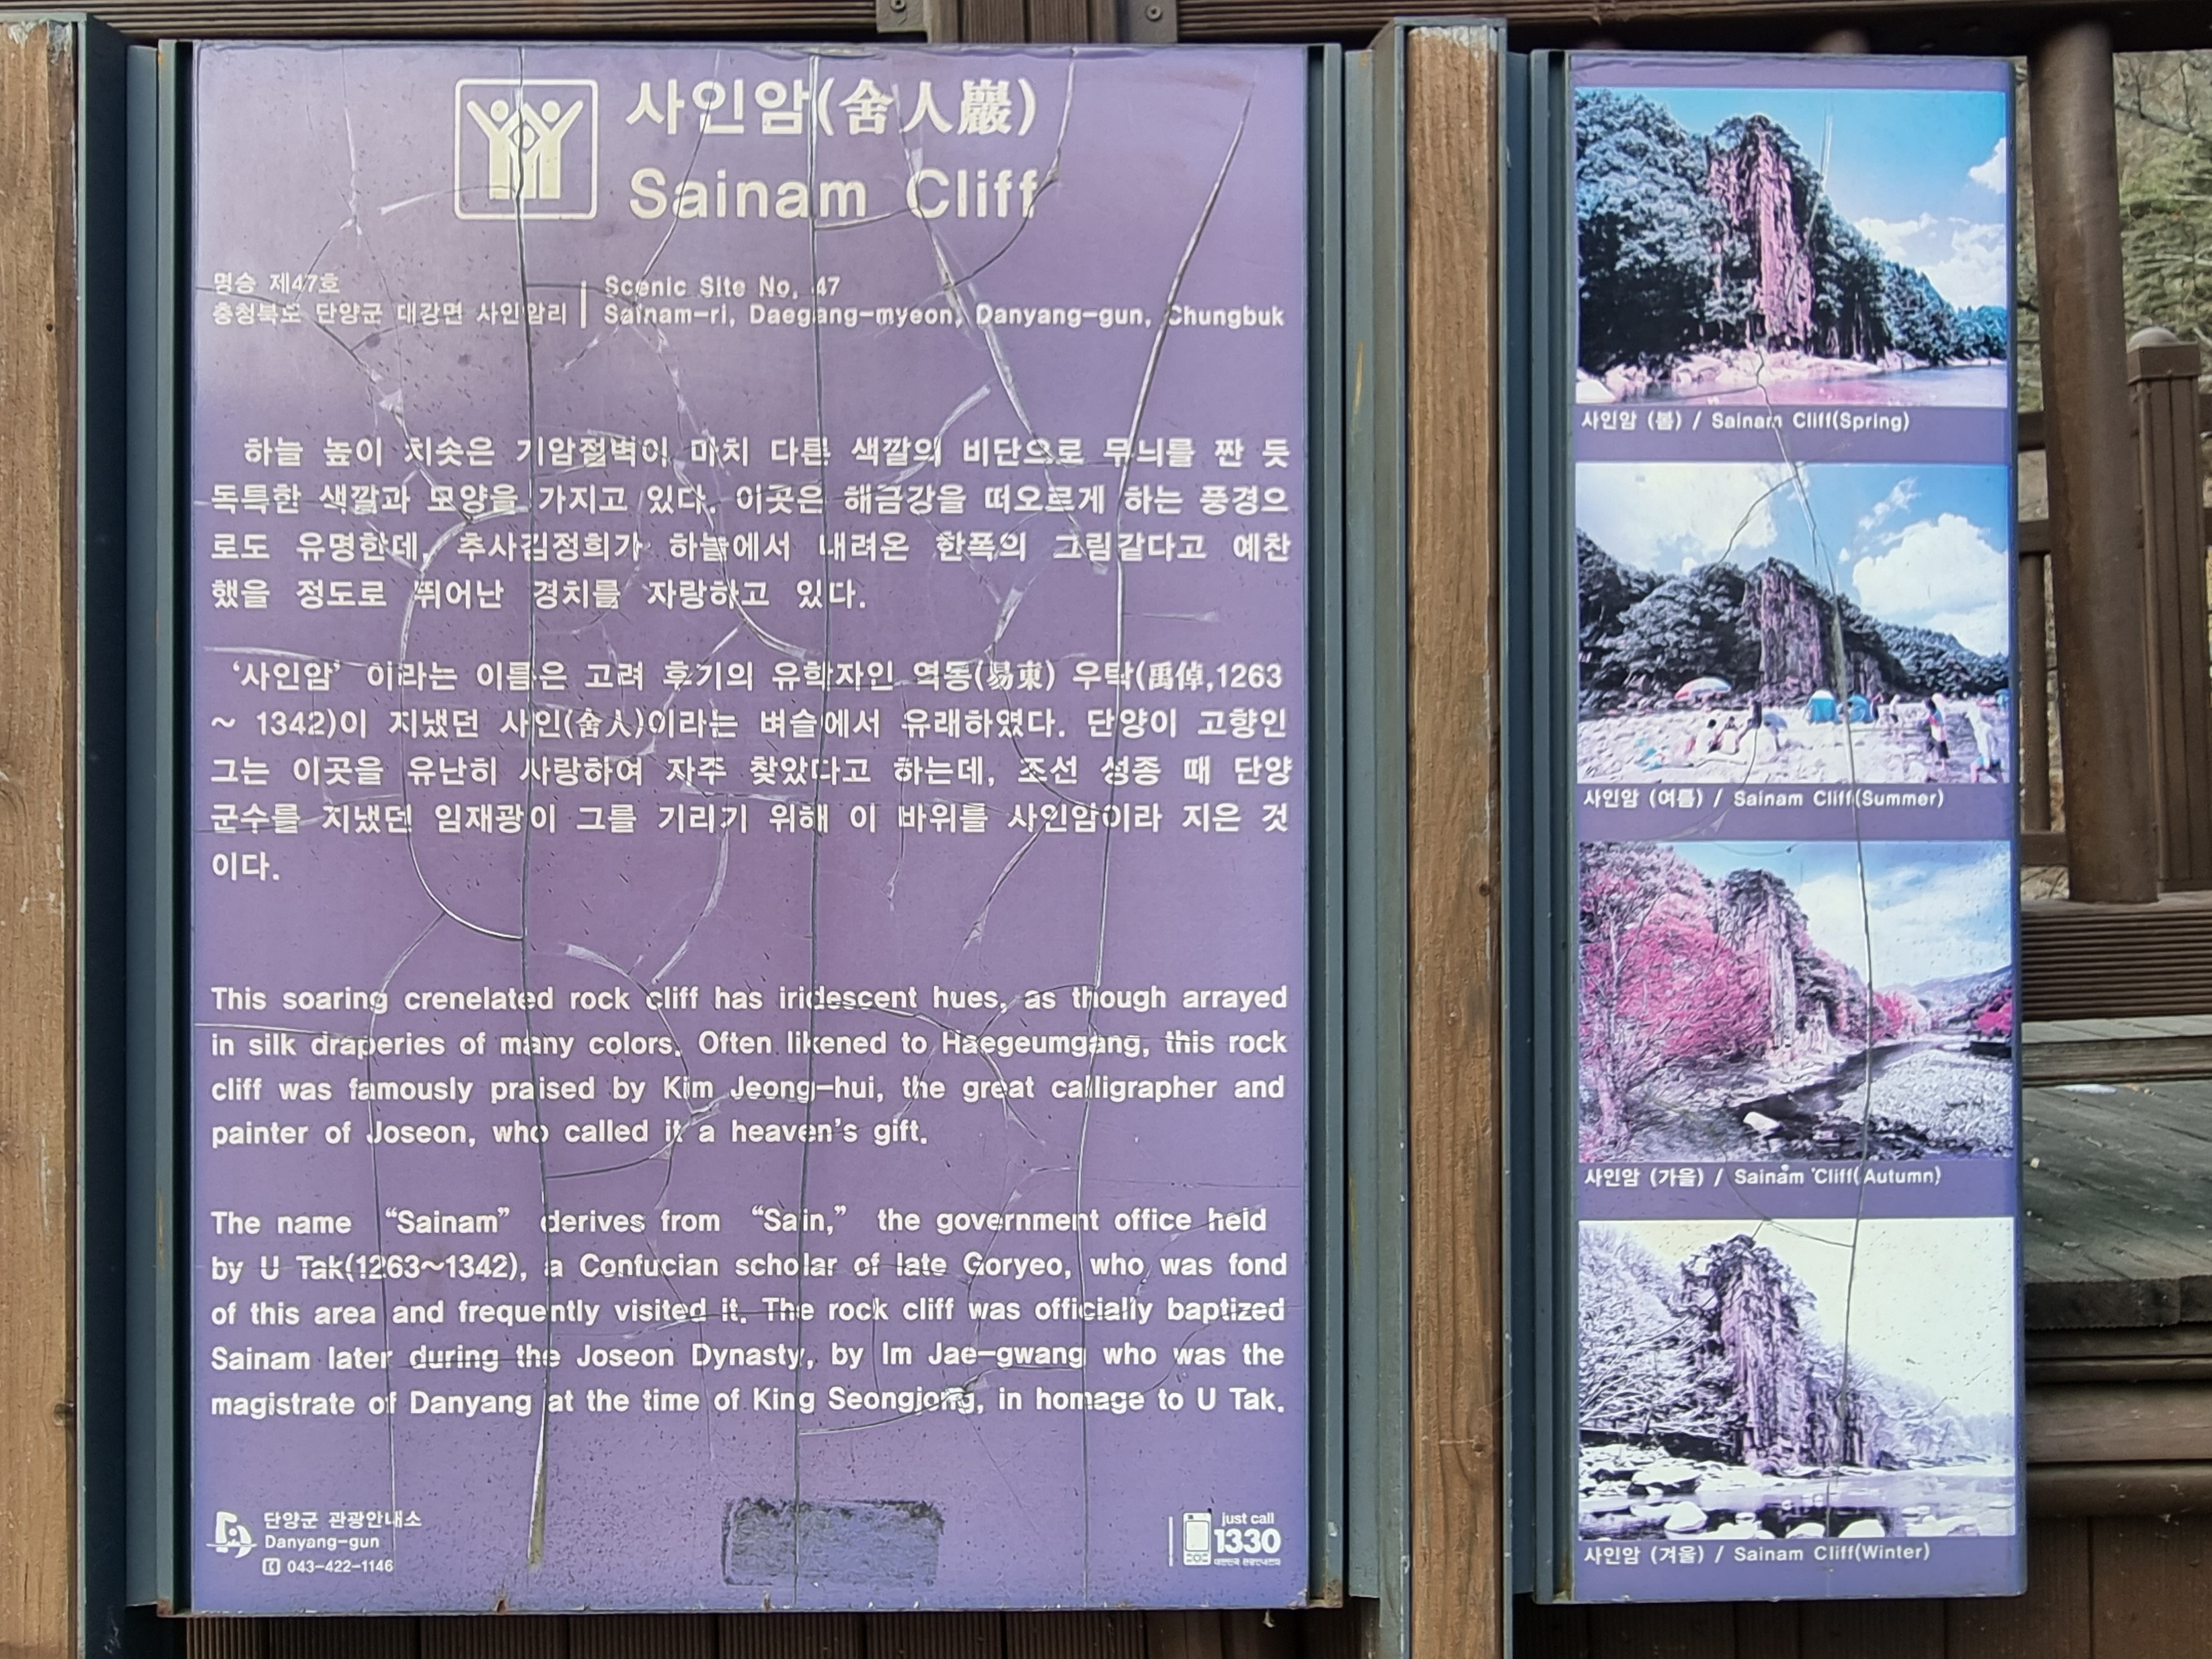 사인암(舍人巖)
Sainam Cliff
명승 제47호
충청북도 단양군 대강면 사인암리
Scenic Site No. 47
Sainam-ri, Daegang-myeon, Danyang-gun, Chungbuk
하늘 높이 치솟은 기암절벽이 마치 다른 색깔의 비단으로 무늬를 짠 듯
독특한 색깔과 모양을 가지고 있다. 이곳은 해금강을 떠오르게 하는 풍경으
로도 유명한데, 추사김정희가 하늘에서 내려온 한폭의 그림같다고 예찬
했을 정도로 뛰어난 경치를 자랑하고 있다.
‘사인암’ 이라는 이름은 고려 후기의 유학자인 역동(易東) 우탁(禹倬,1263
~ 1342)이 지냈던 사인(舍人)이라는 벼슬에서 유래하였다. 단양이 고향인
그는 이곳을 유난히 사랑하여 자주 찾았다고 하는데, 조선 성종 때 단양
군수를 지냈던 임재광이 그를 기리기 위해 이 바위를 사인암이라 지은 것
이다.
This soaring crenelated rock cliff has iridescent hues, as though arrayed
in silk draperies of many colors. Often likened to Haegeumgang, this rock
cliff was famously praised by Kim Jeong-hui, the great calligrapher and
painter of Joseon, who called it a heaven's gift.
The name “Sainam” derives from “Sain,” the government office held
by U Tak(1263~1342), a Confucian scholar of late Goryeo, who was fond
of this area and frequently visited it. The rock cliff was officially baptized
Sainam later during the Joseon Dynasty, by Im Jae-gwang who was the
magistrate of Danyang at the time of King Seongjong, in homage to U Tak.
단양군 관광안내소
Danyang-gun
043-422-1146
just call
1330
대한민국 관광안내전화
사인암 (봄) / Sainam Cliff(Spring)
사인암 (여름) / Sainam Cliff(Summer)
사인암 (가을) / Sainam Cliff(Autumn)
사인암 (겨울) / Sainam Cliff(Winter)